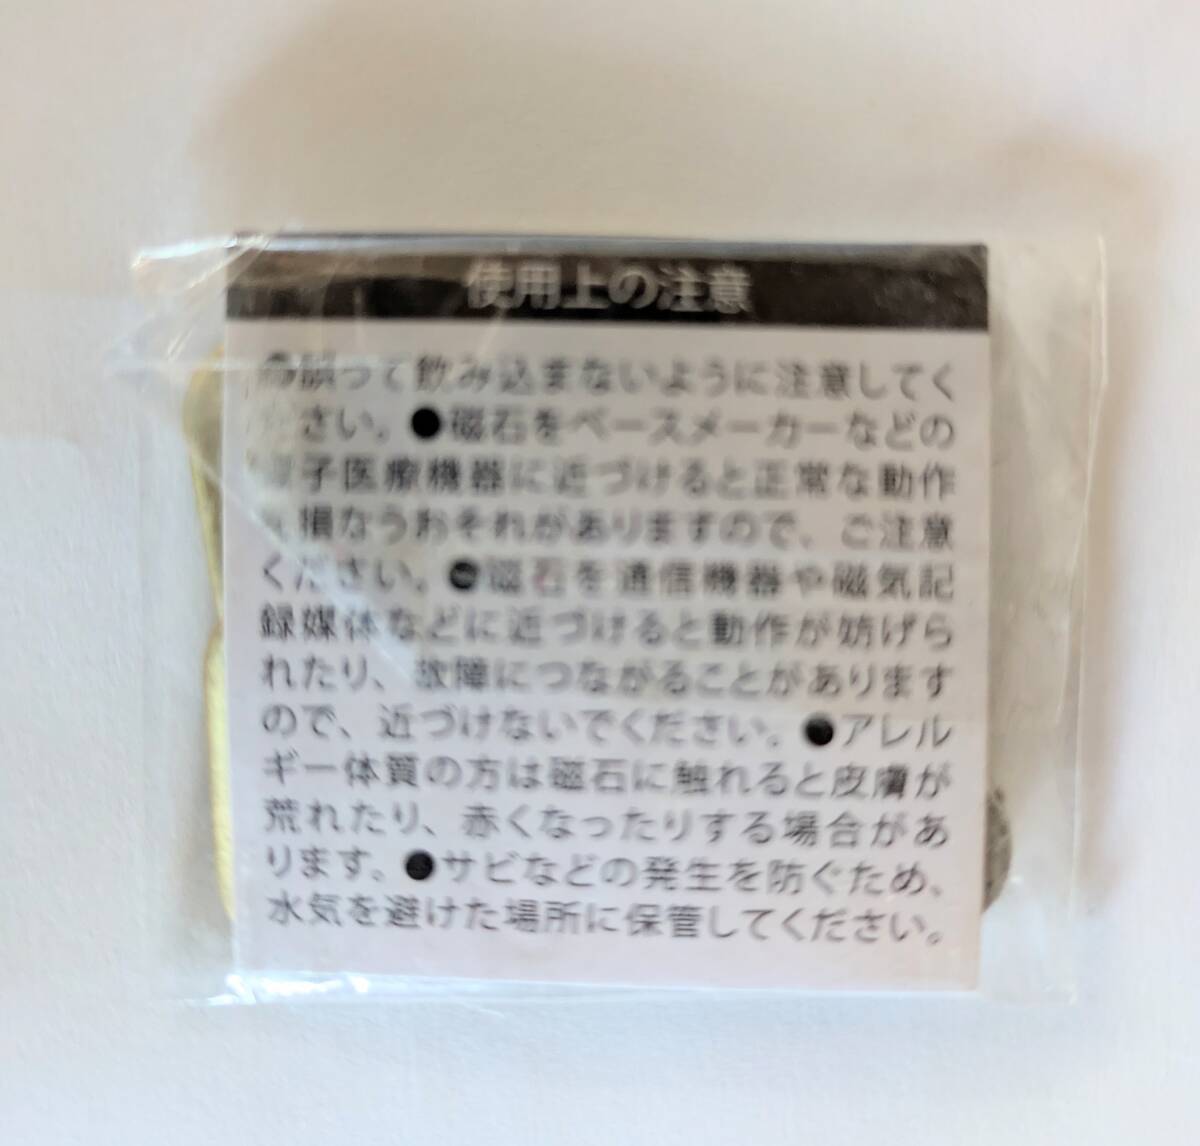 使用上の注意
●誤って飲み込まないように注意してく
ださい。●磁石をペースメーカーなどの
電子医療機器に近づけると正常な動作
を損なうおそれがありますので、ご注意
ください。●磁石を通信機器や磁気記
録媒体などに近づけると動作が妨げら
れたり、故障につながることがあります
ので、近づけないでください。●アレル
ギー体質の方は磁石に触れると皮膚が
荒れたり、赤くなったりする場合があ
ります。●サビなどの発生を防ぐため、
水気を避けた場所に保管してください。